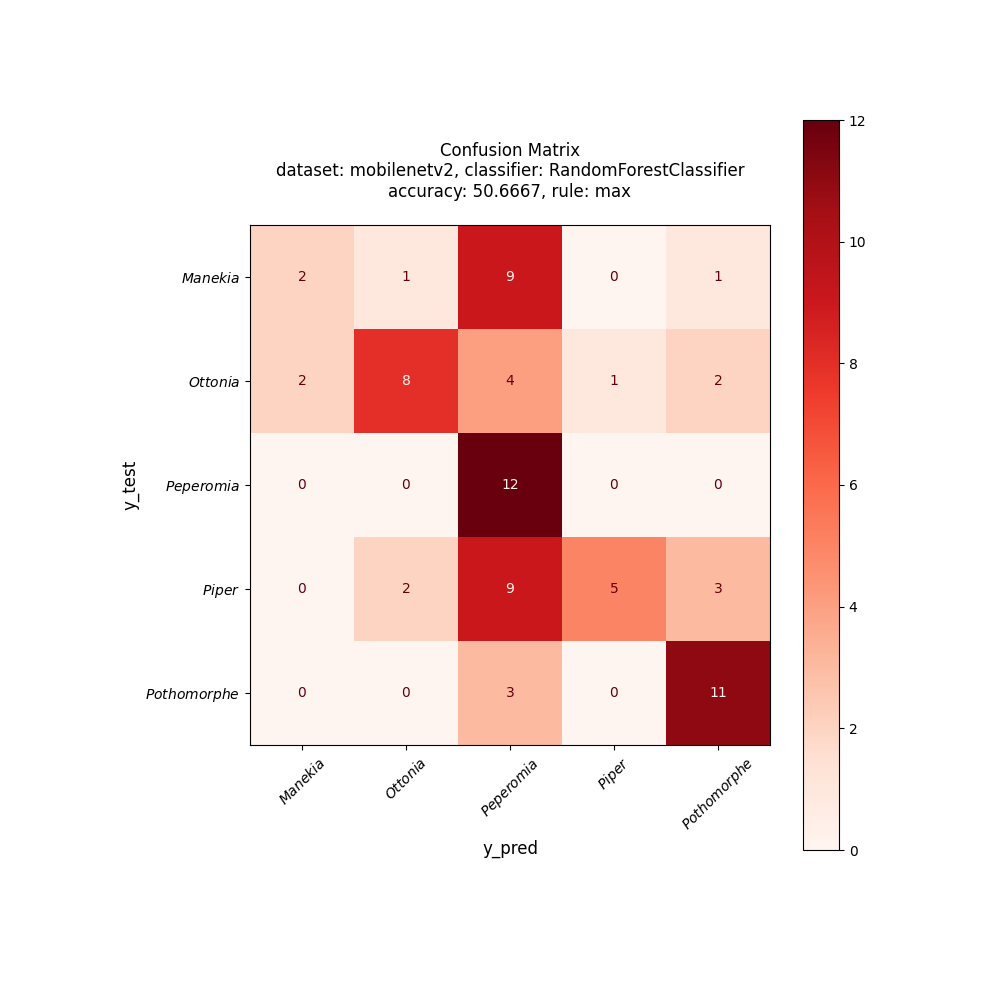 Confusion Matrix
dataset: mobilenetv2, classifier: RandomForestClassifier
accuracy: 50.6667, rule: max
y_test
Manekia 2 1 9 0 1
Ottonia 2 8 4 1 2
Peperomia 0 0 12 0 0
Piper 0 2 9 5 3
Pothomorphe 0 0 3 0 11
Manekia Ottonia Peperomia Piper Pothomorphe
y_pred
12
10
8
6
4
2
0